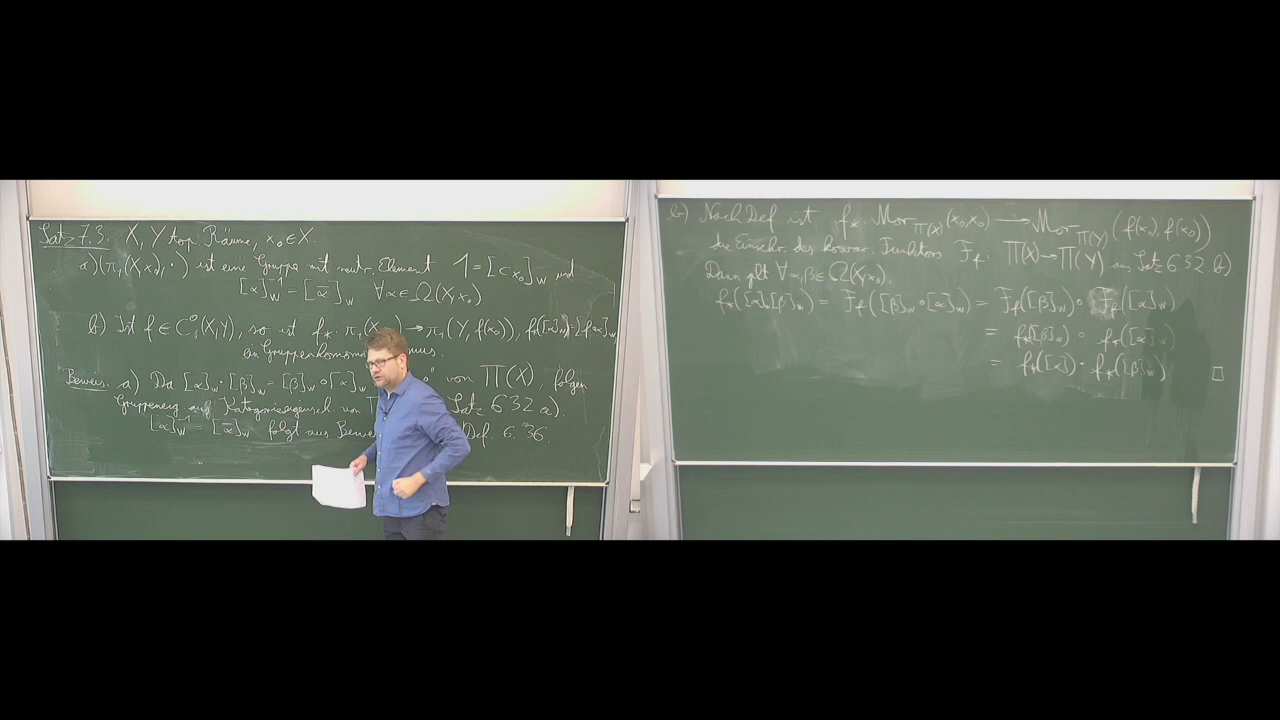 Satz 7.3. X, Y top. Räume, x₀∈X.
a) (π₁(X,x₀), ·) ist eine Gruppe mit neutr. Element 1 = [c_{x₀}]_W und
[α]_W^{-1} = [ᾱ]_W ∀α∈Ω(X,x₀)
b) Ist f∈C⁰(X,Y), so ist f_*: π₁(X → π₁(Y, f(x₀)), f_*([α]_W)=[f∘α]_W
ein Gruppenhomom mus.
Beweis. a) Da [α]_W·[β]_W = [β]_W∘[α]_W "∘" von Π(X), folgen
Gruppeneig. aus Kategorieneigensch. von Satz 6.32 a).
[α]_W^{-1} = [ᾱ]_W folgt aus Bewe Def. 6.36.
b) Nach Def ist f_*: Mor_{Π(X)}(x₀,x₀) → Mor_{Π(Y)}(f(x₀), f(x₀))
die Einschr. des kovar. Funktors F_f: Π(X)→Π(Y) aus Satz 6.32 b).
Dann gilt ∀α,β∈Ω(X,x₀).
f_*([α]_W·[β]_W) = F_f([β]_W∘[α]_W) = F_f([β]_W)∘F_f([α]_W)
= f_*([β]_W) ∘ f_*([α]_W)
= f_*([α]) · f_*([β]_W) □